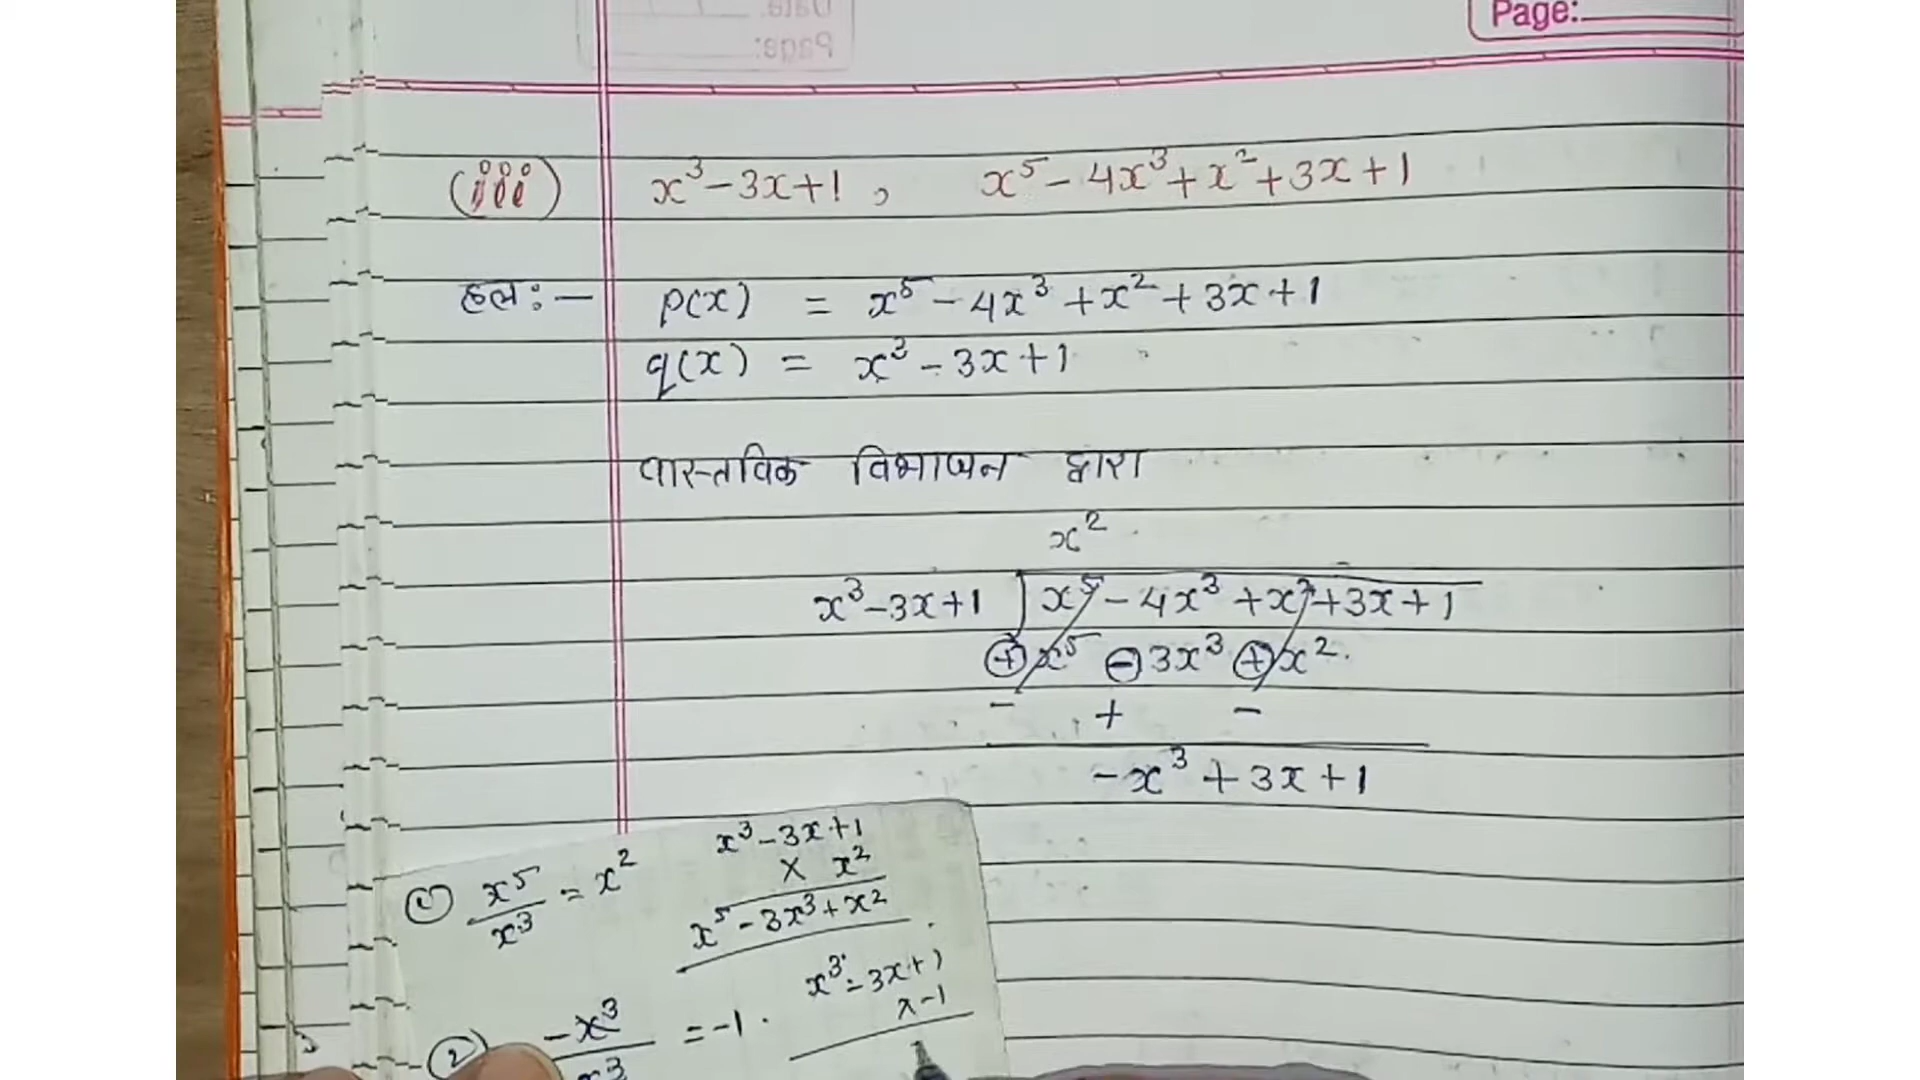 Page:
(iii) x³-3x+1, x⁵-4x³+x²+3x+1
हलः- p(x) = x⁵-4x³+x²+3x+1
q(x) = x³-3x+1
वास्तविक विभाजन द्वारा
x²
x³-3x+1 ) x⁵-4x³+x²+3x+1
+x⁵ -3x³ +x²
- + -
-x³+3x+1
① x⁵/x³ = x²
x³-3x+1
× x²
x⁵-3x³+x²
② -x³/x³ = -1
x³-3x+1
x-1